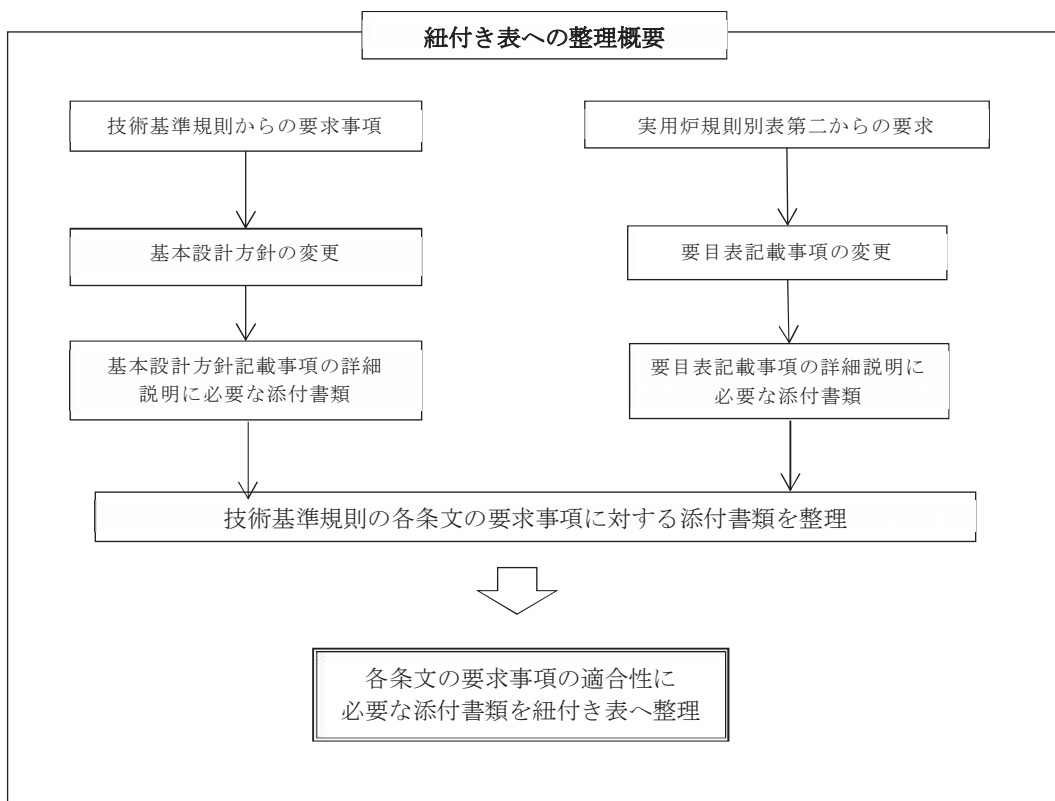 紐付き表への整理概要
技術基準規則からの要求事項
実用炉規則別表第二からの要求
基本設計方針の変更
要目表記載事項の変更
基本設計方針記載事項の詳細
説明に必要な添付書類
要目表記載事項の詳細説明に
必要な添付書類
技術基準規則の各条文の要求事項に対する添付書類を整理
各条文の要求事項の適合性に
必要な添付書類を紐付き表へ整理